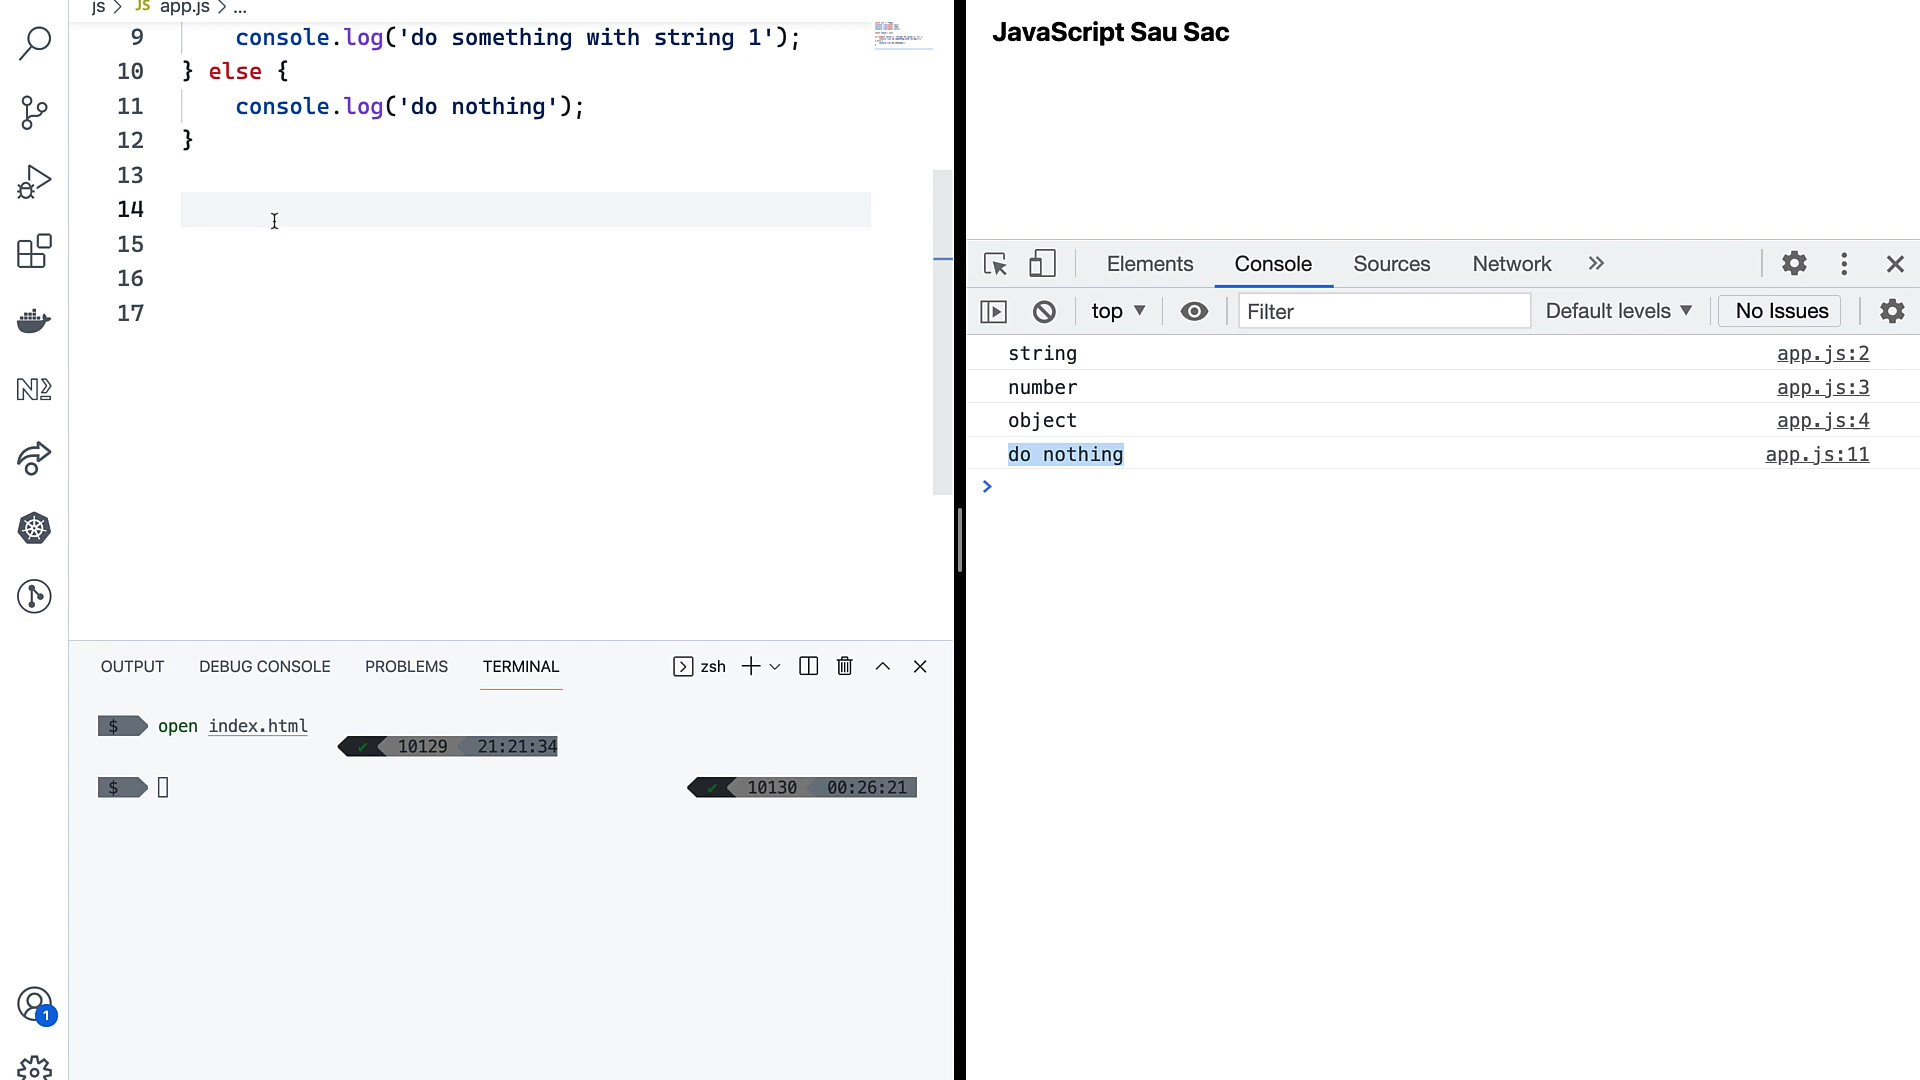 js > JS app.js > ...
9 console.log('do something with string 1');
10 } else {
11 console.log('do nothing');
12 }
13
14
15
16
17
OUTPUT DEBUG CONSOLE PROBLEMS TERMINAL zsh
$ open index.html
✓ 10129 21:21:34
$ ✓ 10130 00:26:21
1
JavaScript Sau Sac
Elements Console Sources Network »
top ▼ Filter Default levels ▼ No Issues
string app.js:2
number app.js:3
object app.js:4
do nothing app.js:11
>